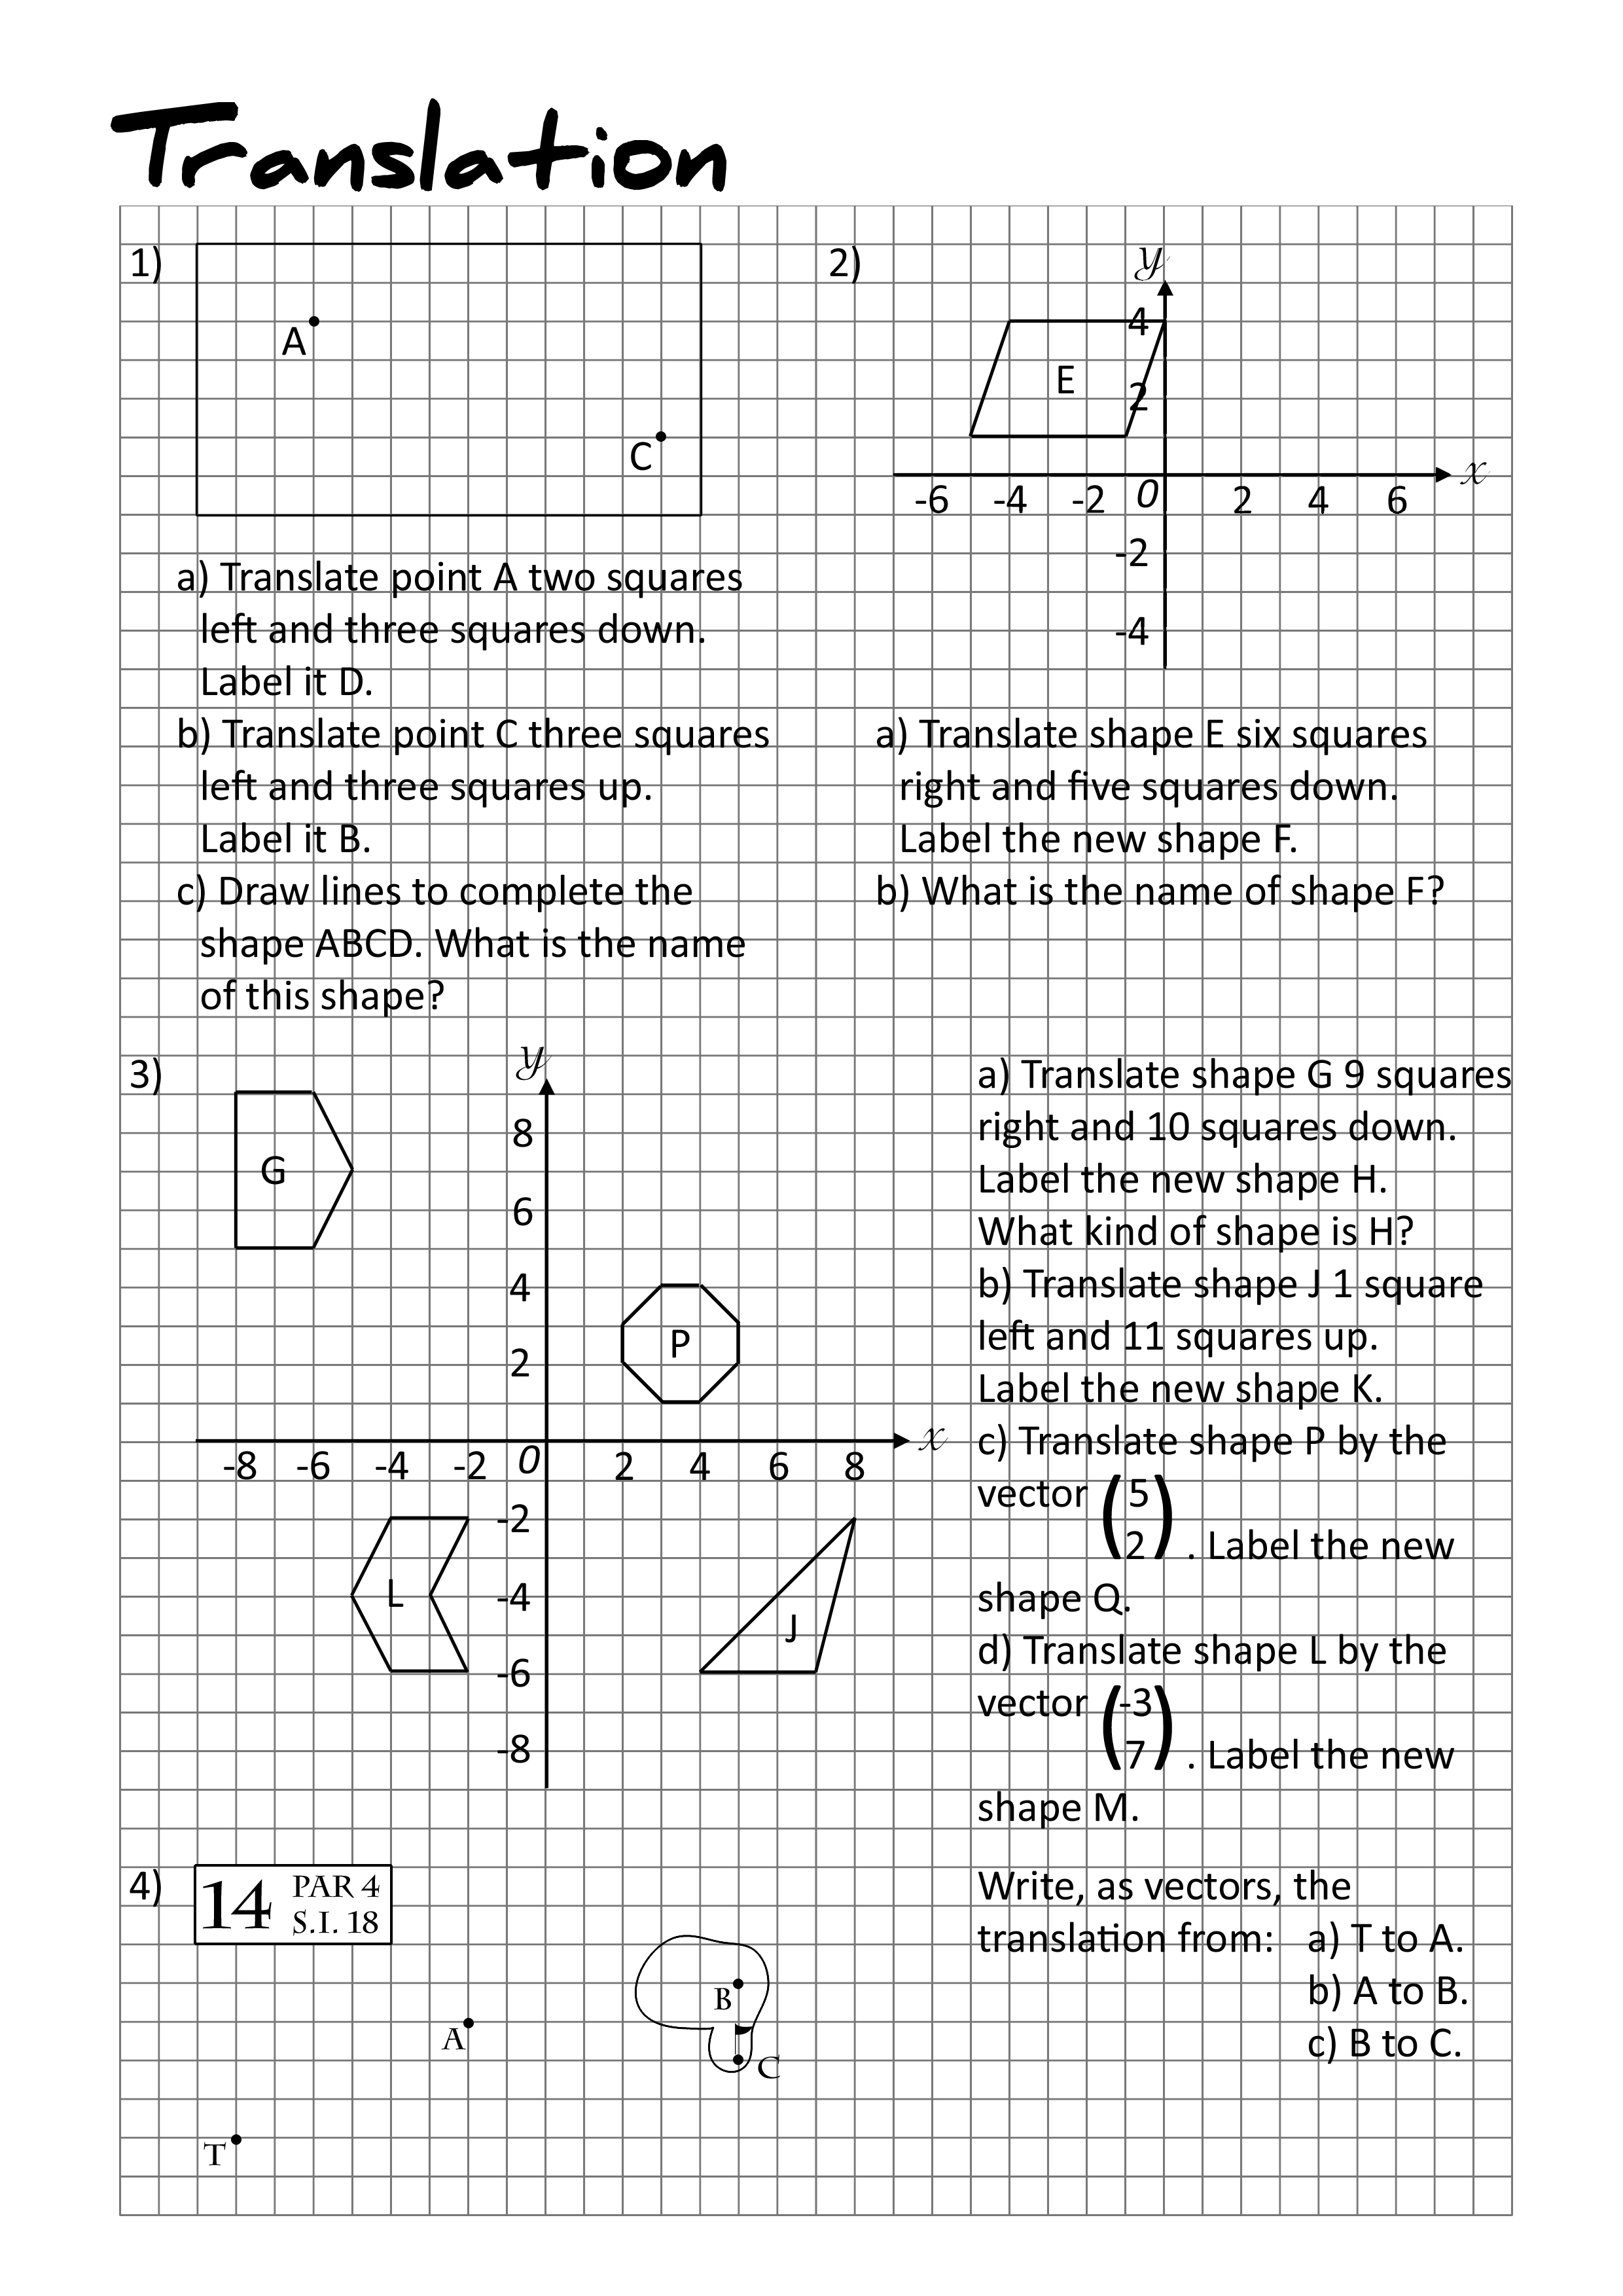 Translation
1)
A
C
a) Translate point A two squares
left and three squares down.
Label it D.
b) Translate point C three squares
left and three squares up.
Label it B.
c) Draw lines to complete the
shape ABCD. What is the name
of this shape?
2)
y
4
E
2
x
-6 -4 -2 0 2 4 6
-2
-4
a) Translate shape E six squares
right and five squares down.
Label the new shape F.
b) What is the name of shape F?
3)
y
8
G
6
4
P
2
x
-8 -6 -4 -2 0 2 4 6 8
-2
L
-4
J
-6
-8
a) Translate shape G 9 squares
right and 10 squares down.
Label the new shape H.
What kind of shape is H?
b) Translate shape J 1 square
left and 11 squares up.
Label the new shape K.
c) Translate shape P by the
vector (5
2) . Label the new
shape Q.
d) Translate shape L by the
vector (-3
7) . Label the new
shape M.
4)
14 PAR 4
S.I. 18
B
A
C
T
Write, as vectors, the
translation from: a) T to A.
b) A to B.
c) B to C.